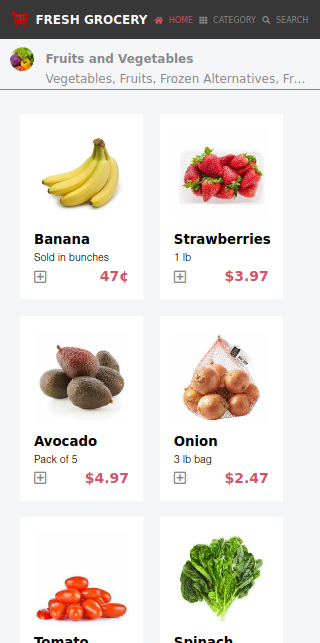 FRESH GROCERY HOME CATEGORY SEARCH
Fruits and Vegetables
Vegetables, Fruits, Frozen Alternatives, Fr...
Banana
Sold in bunches
47¢
Strawberries
1 lb
$3.97
Avocado
Pack of 5
$4.97
Onion
3 lb bag
$2.47
Tomato
Spinach